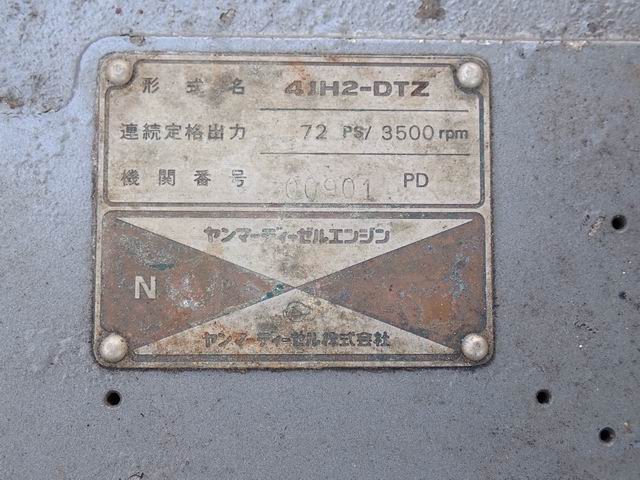 形式名 4JH2-DTZ
連続定格出力 72 PS/ 3500 rpm
機関番号 00901 PD
ヤンマーディーゼルエンジン
N
ヤンマーディーゼル株式会社